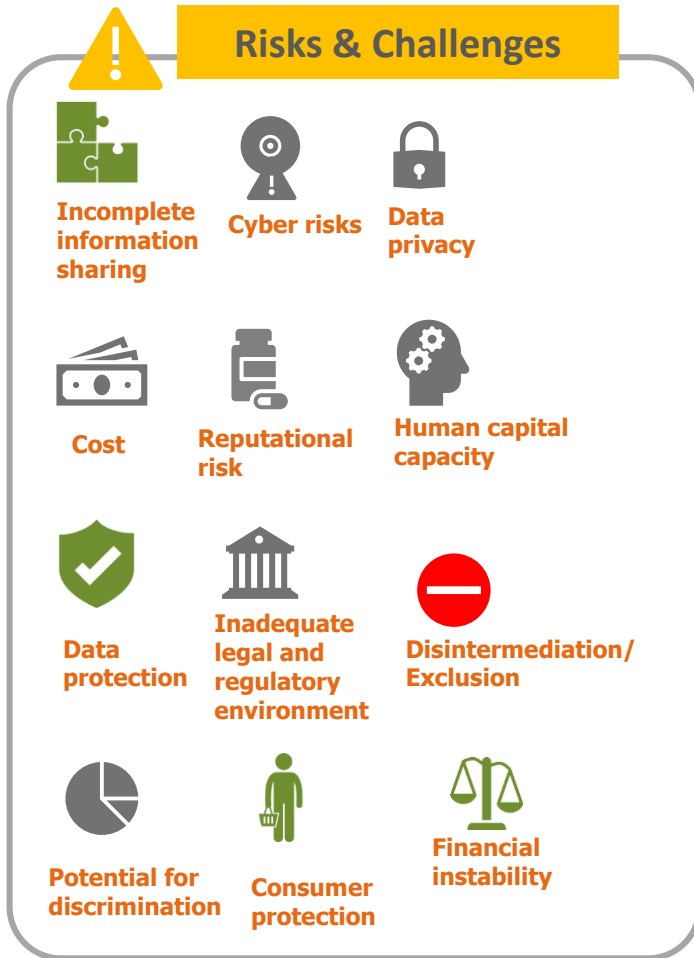 Risks & Challenges
Incomplete
information
sharing
Cyber risks
Data
privacy
Cost
Reputational
risk
Human capital
capacity
Data
protection
Inadequate
legal and
regulatory
environment
Disintermediation/
Exclusion
Potential for
discrimination
Consumer
protection
Financial
instability